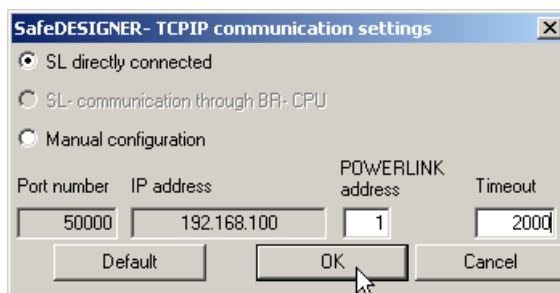 SafeDESIGNER- TCPIP communication settings
SL directly connected
SL- communication through BR- CPU
Manual configuration
Port number IP address POWERLINK address Timeout
50000 192.168.100 1 2000
Default OK Cancel